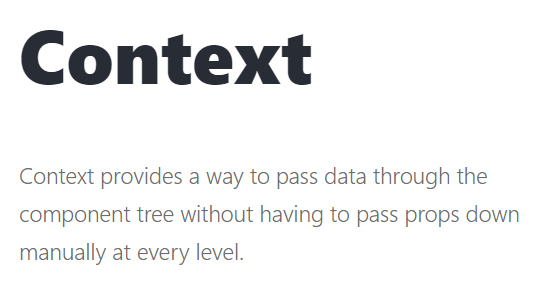 Context
Context provides a way to pass data through the
component tree without having to pass props down
manually at every level.